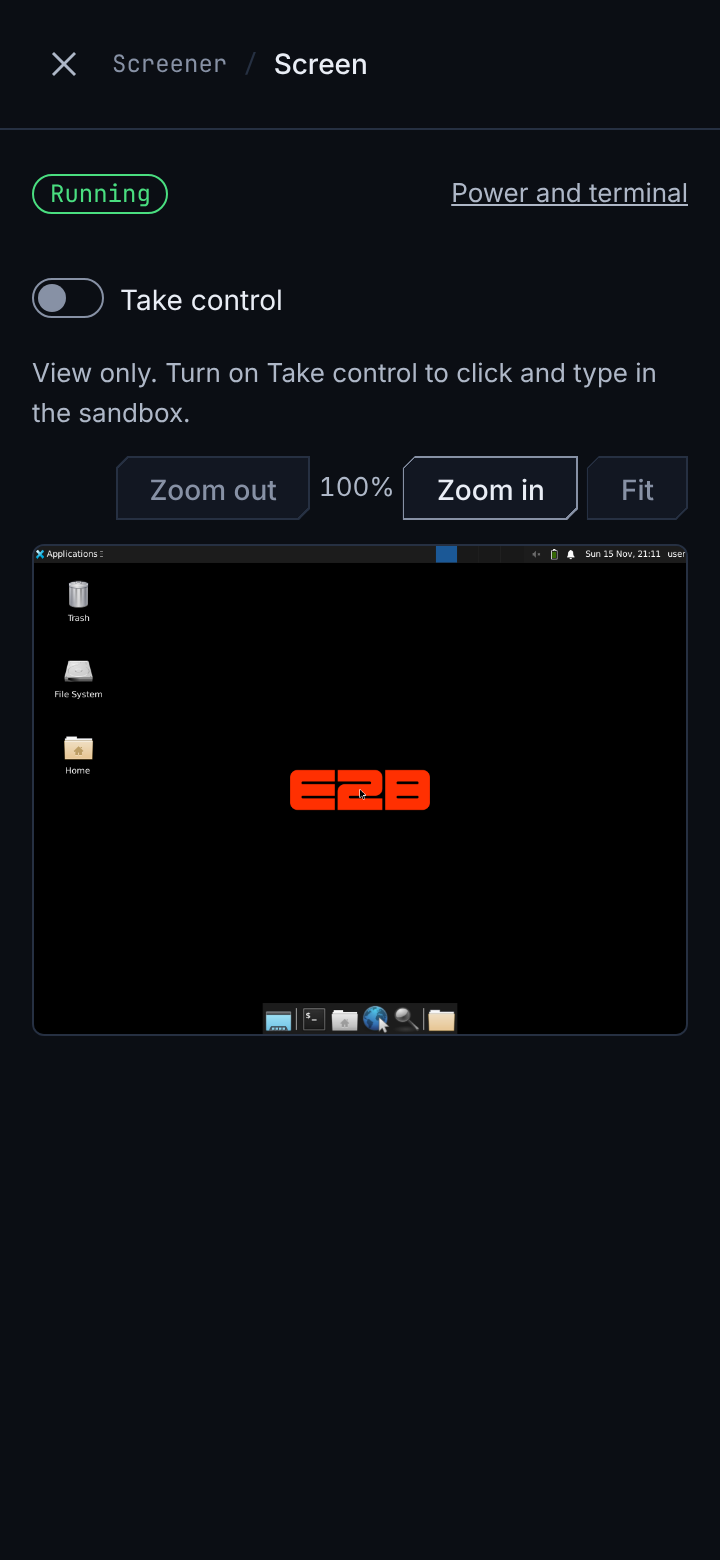 Screener / Screen
Running
Power and terminal
Take control
View only. Turn on Take control to click and type in
the sandbox.
Zoom out
100%
Zoom in
Fit
Applications
Sun 15 Nov, 21:11
user
Trash
File System
Home
E2B
$_